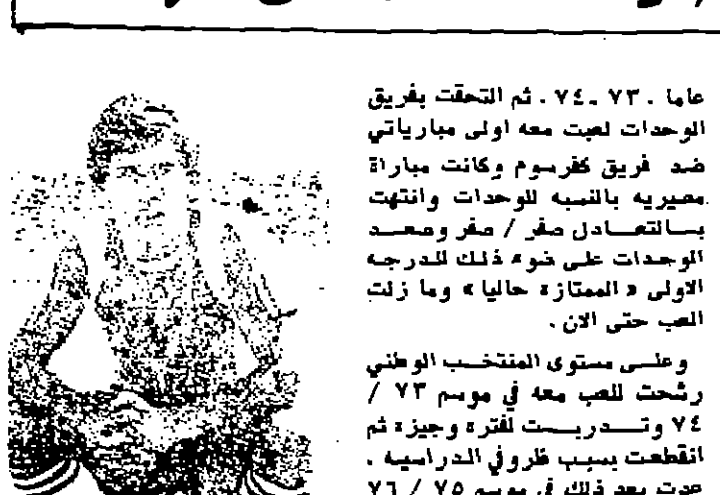 عاما . ٧٣ ـ ٧٤ . ثم التحقت بفريق
الوحدات لعبت معه اولى مبارياتي
ضد فريق كفرسوم وكانت مباراة
مصيريه بالنسبه للوحدات وانتهت
بالتعادل صفر / صفر وصعد
الوحدات على ضوء ذلك للدرجه
الاولى « الممتازه حاليا » وما زلت
العب حتى الان .
وعلى مستوى المنتخب الوطني
رشحت للعب معه في موسم ٧٣ /
٧٤ وتدربت لفتره وجيزه ثم
انقطعت بسبب ظروفي الدراسيه .
عدت بعد ذلك في موسم ٧٥ / ٧٦